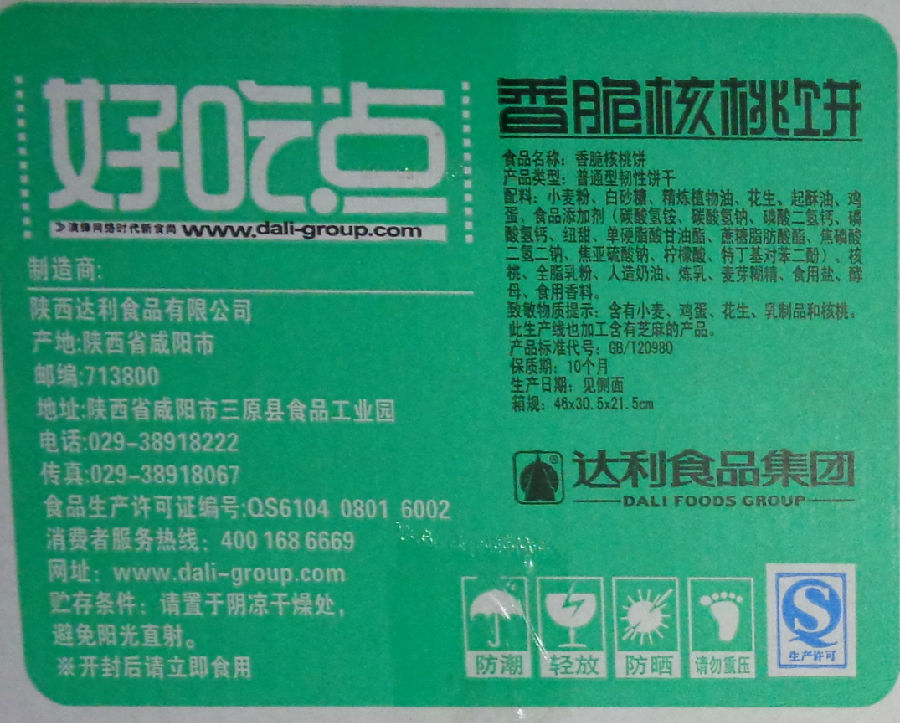 好吃点
演绎网络时代新食尚 www.dali-group.com
制造商:
陕西达利食品有限公司
产地:陕西省咸阳市
邮编:713800
地址:陕西省咸阳市三原县食品工业园
电话:029-38918222
传真:029-38918067
食品生产许可证编号:QS6104 0801 6002
消费者服务热线: 400 168 6669
网址: www.dali-group.com
贮存条件: 请置于阴凉干燥处,
避免阳光直射。
※开封后请立即食用
香脆核桃饼
食品名称: 香脆核桃饼
产品类型: 普通型韧性饼干
配料: 小麦粉、白砂糖、精炼植物油、花生、起酥油、鸡
蛋、食品添加剂 (碳酸氢铵、碳酸氢钠、磷酸二氢钙、磷
酸氢钙、纽甜、单硬脂酸甘油酯、蔗糖脂肪酸酯、焦磷酸
二氢二钠、焦亚硫酸钠、柠檬酸、特丁基对苯二酚)、核
桃、全脂乳粉、人造奶油、炼乳、麦芽糊精、食用盐、酵
母、食用香料。
致敏物质提示: 含有小麦、鸡蛋、花生、乳制品和核桃。
此生产线也加工含有芝麻的产品。
产品标准代号: GB/T20980
保质期: 10个月
生产日期: 见侧面
箱规: 46x30.5x21.5cm
达利食品集团
DALI FOODS GROUP
防潮
轻放
防晒
请勿重压
生产许可